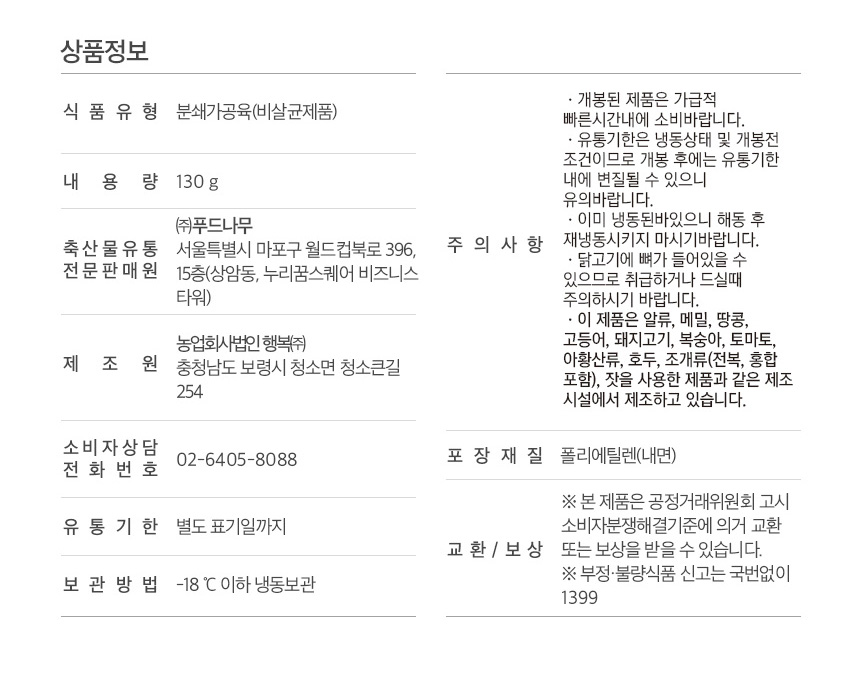 상품정보
식 품 유 형 분쇄가공육(비살균제품)
내 용 량 130 g
축산물유통
전문판매원
㈜푸드나무
서울특별시 마포구 월드컵북로 396,
15층(상암동, 누리꿈스퀘어 비즈니스
타워)
제 조 원
농업회사법인 행복㈜
충청남도 보령시 청소면 청소큰길
254
소비자상담
전 화 번 호
02-6405-8088
유 통 기 한 별도 표기일까지
보 관 방 법 -18 ℃ 이하 냉동보관
주 의 사 항
· 개봉된 제품은 가급적
빠른시간내에 소비바랍니다.
· 유통기한은 냉동상태 및 개봉전
조건이므로 개봉 후에는 유통기한
내에 변질될 수 있으니
유의바랍니다.
· 이미 냉동된바있으니 해동 후
재냉동시키지 마시기바랍니다.
· 닭고기에 뼈가 들어있을 수
있으므로 취급하거나 드실때
주의하시기 바랍니다.
· 이 제품은 알류, 메밀, 땅콩,
고등어, 돼지고기, 복숭아, 토마토,
아황산류, 호두, 조개류(전복, 홍합
포함), 잣을 사용한 제품과 같은 제조
시설에서 제조하고 있습니다.
포 장 재 질 폴리에틸렌(내면)
교 환 / 보 상
※ 본 제품은 공정거래위원회 고시
소비자분쟁해결기준에 의거 교환
또는 보상을 받을 수 있습니다.
※ 부정·불량식품 신고는 국번없이
1399